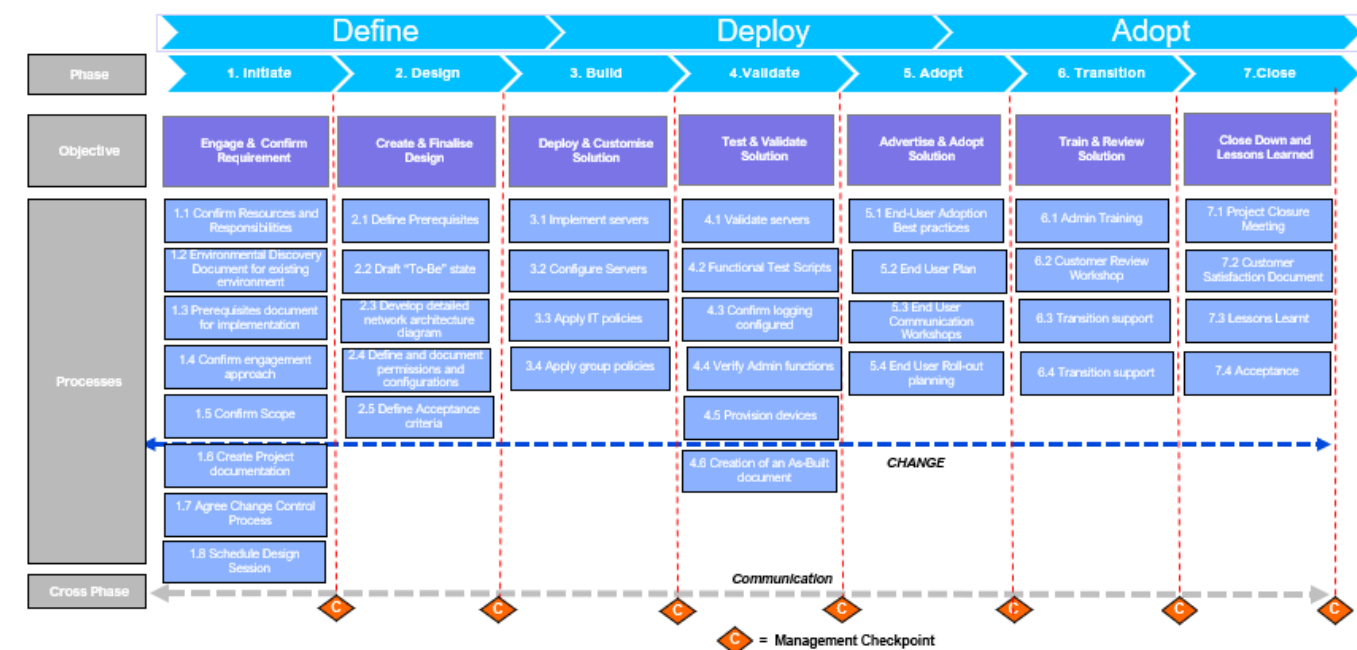 Define
Deploy
Adopt
Phase
1. Initiate
2. Design
3. Build
4.Validate
5. Adopt
6. Transition
7.Close
Objective
Engage & Confirm
Requirement
Create & Finalise
Design
Deploy & Customise
Solution
Test & Validate
Solution
Advertise & Adopt
Solution
Train & Review
Solution
Close Down and
Lessons Learned
Processes
1.1 Confirm Resources and
Responsibilities
1.2 Environmental Discovery
Document for existing
environment
1.3 Prerequisites document
for implementation
1.4 Confirm engagement
approach
1.5 Confirm Scope
1.6 Create Project
documentation
1.7 Agree Change Control
Process
1.8 Schedule Design
Session
2.1 Define Prerequisites
2.2 Draft “To-Be” state
2.3 Develop detailed
network architecture
diagram
2.4 Define and document
permissions and
configurations
2.5 Define Acceptance
criteria
3.1 Implement servers
3.2 Configure Servers
3.3 Apply IT policies
3.4 Apply group policies
4.1 Validate servers
4.2 Functional Test Scripts
4.3 Confirm logging
configured
4.4 Verify Admin functions
4.5 Provision devices
4.6 Creation of an As-Built
document
5.1 End-User Adoption
Best practices
5.2 End User Plan
5.3 End User
Communication
Workshops
5.4 End User Roll-out
planning
6.1 Admin Training
6.2 Customer Review
Workshop
6.3 Transition support
6.4 Transition support
7.1 Project Closure
Meeting
7.2 Customer
Satisfaction Document
7.3 Lessons Learnt
7.4 Acceptance
CHANGE
Cross Phase
Communication
C
C
C
C
C
C
C
C = Management Checkpoint